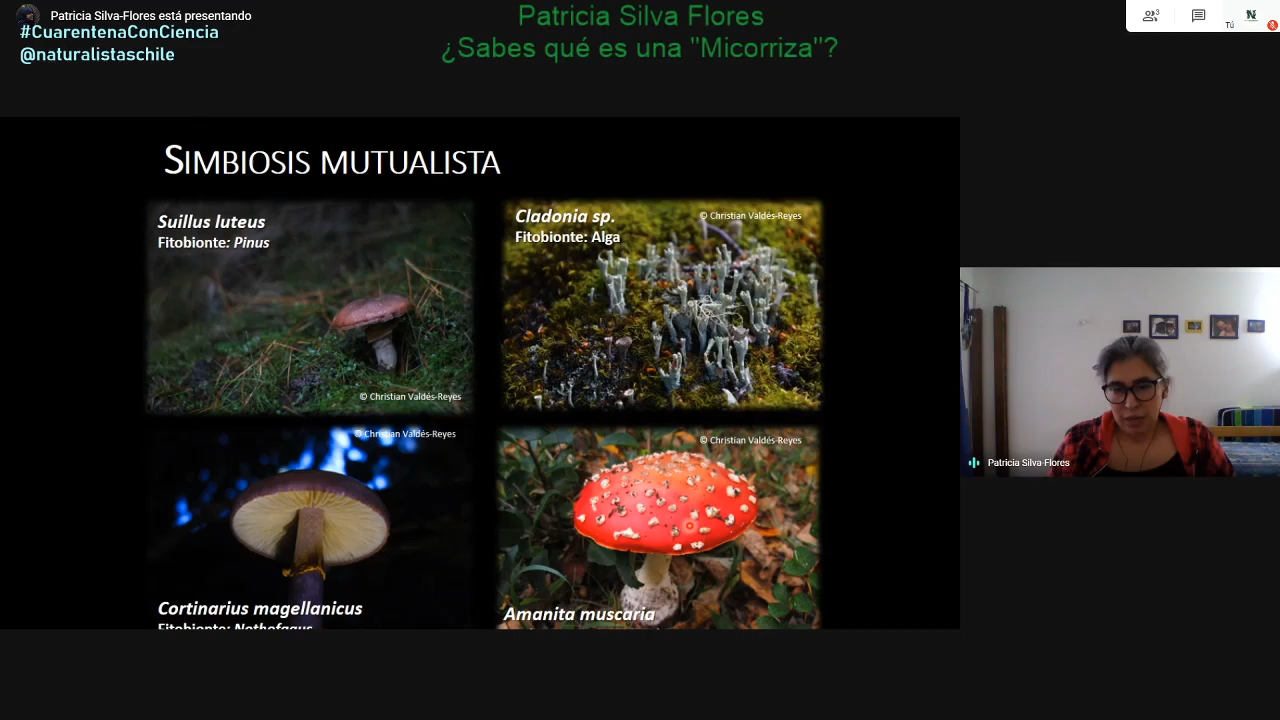 Patricia Silva-Flores está presentando
#CuarentenaConCiencia
@naturalistaschile
Patricia Silva Flores
¿Sabes qué es una "Micorriza"?
3
Tú
SIMBIOSIS MUTUALISTA
Suillus luteus
Fitobionte: Pinus
© Christian Valdés-Reyes
Cladonia sp.
Fitobionte: Alga
© Christian Valdés-Reyes
© Christian Valdés-Reyes
Cortinarius magellanicus
Fitobionte: Nothofagus
© Christian Valdés-Reyes
Amanita muscaria
Patricia Silva-Flores